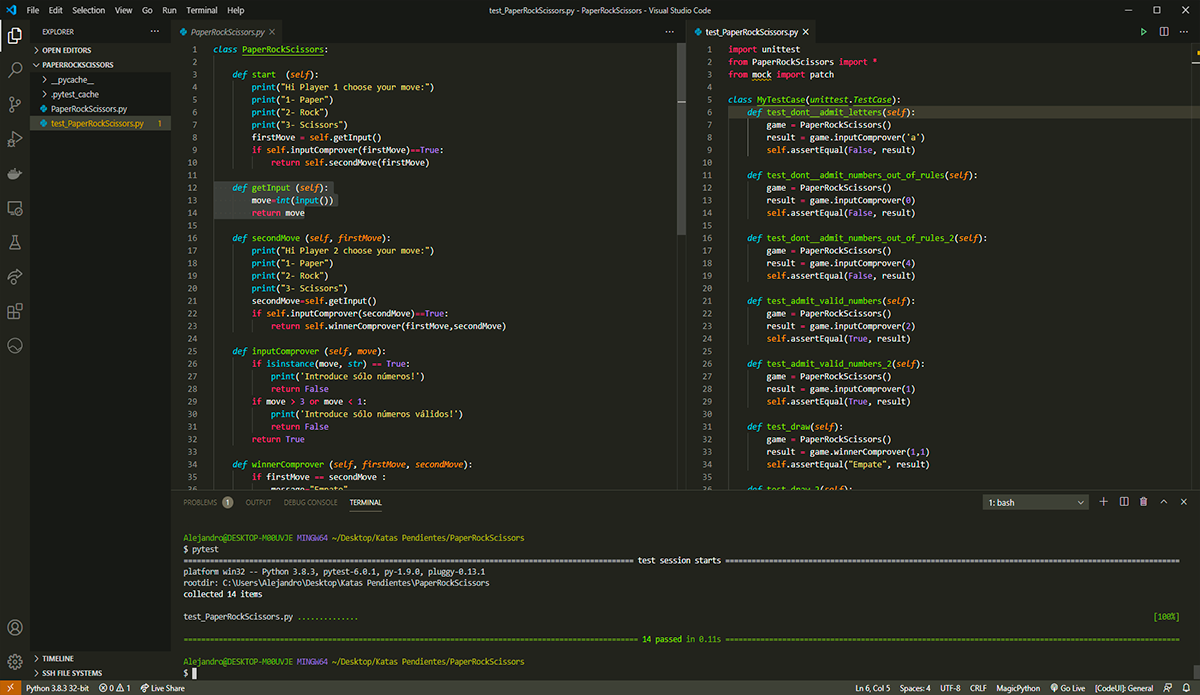 File Edit Selection View Go Run Terminal Help
test_PaperRockScissors.py - PaperRockScissors - Visual Studio Code
EXPLORER
OPEN EDITORS
PAPERROCKSCISSORS
__pycache__
.pytest_cache
PaperRockScissors.py
test_PaperRockScissors.py 1
TIMELINE
SSH FILE SYSTEMS
PaperRockScissors.py
1 class PaperRockScissors:
2
3 def start  (self):
4 print("Hi Player 1 choose your move:")
5 print("1- Paper")
6 print("2- Rock")
7 print("3- Scissors")
8 firstMove = self.getInput()
9 if self.inputComprover(firstMove)==True:
10 return self.secondMove(firstMove)
11
12 def getInput (self):
13 move=int(input())
14 return move
15
16 def secondMove (self, firstMove):
17 print("Hi Player 2 choose your move:")
18 print("1- Paper")
19 print("2- Rock")
20 print("3- Scissors")
21 secondMove=self.getInput()
22 if self.inputComprover(secondMove)==True:
23 return self.winnerComprover(firstMove,secondMove)
24
25 def inputComprover (self, move):
26 if isinstance(move, str) == True:
27 print('Introduce sólo números!')
28 return False
29 if move > 3 or move < 1:
30 print('Introduce sólo números válidos!')
31 return False
32 return True
33
34 def winnerComprover (self, firstMove, secondMove):
35 if firstMove == secondMove :
36 message="Empate"
test_PaperRockScissors.py
1 import unittest
2 from PaperRockScissors import *
3 from mock import patch
4
5 class MyTestCase(unittest.TestCase):
6 def test_dont__admit_letters(self):
7 game = PaperRockScissors()
8 result = game.inputComprover('a')
9 self.assertEqual(False, result)
10
11 def test_dont__admit_numbers_out_of_rules(self):
12 game = PaperRockScissors()
13 result = game.inputComprover(0)
14 self.assertEqual(False, result)
15
16 def test_dont__admit_numbers_out_of_rules_2(self):
17 game = PaperRockScissors()
18 result = game.inputComprover(4)
19 self.assertEqual(False, result)
20
21 def test_admit_valid_numbers(self):
22 game = PaperRockScissors()
23 result = game.inputComprover(2)
24 self.assertEqual(True, result)
25
26 def test_admit_valid_numbers_2(self):
27 game = PaperRockScissors()
28 result = game.inputComprover(1)
29 self.assertEqual(True, result)
30
31 def test_draw(self):
32 game = PaperRockScissors()
33 result = game.winnerComprover(1,1)
34 self.assertEqual("Empate", result)
35
36 def test_draw_2(self):
PROBLEMS 1 OUTPUT DEBUG CONSOLE TERMINAL
1: bash
Alejandro@DESKTOP-M00UVJE MINGW64 ~/Desktop/Katas Pendientes/PaperRockScissors
$ pytest
test session starts
platform win32 -- Python 3.8.3, pytest-6.0.1, py-1.9.0, pluggy-0.13.1
rootdir: C:\Users\Alejandro\Desktop\Katas Pendientes\PaperRockScissors
collected 14 items
test_PaperRockScissors.py .............. [100%]
14 passed in 0.11s
Alejandro@DESKTOP-M00UVJE MINGW64 ~/Desktop/Katas Pendientes/PaperRockScissors
$
Python 3.8.3 32-bit 0 1 Live Share Ln 6, Col 5 Spaces: 4 UTF-8 CRLF MagicPython Go Live [CodeUI]: General